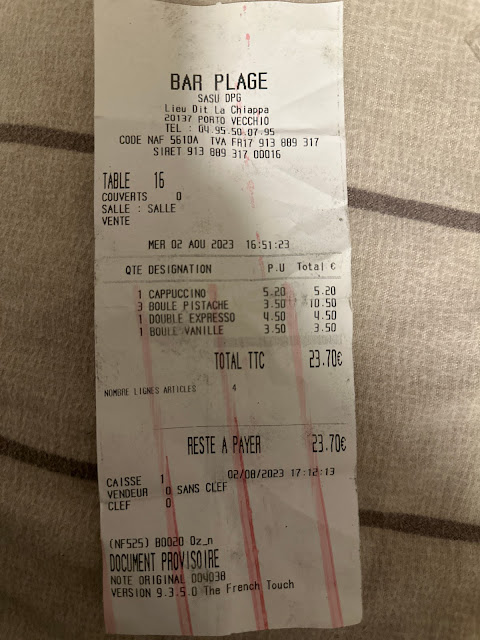 BAR PLAGE
SASU DPG
Lieu Dit La Chiappa
20137 PORTO VECCHIO
TEL : 04.95.50.07.95
CODE NAF 5610A TVA FR17 913 889 317
SIRET 913 889 317 00016
TABLE 16
COUVERTS 0
SALLE : SALLE
VENTE
MER 02 AOU 2023 16:51:23
QTE DESIGNATION P.U Total €
1 CAPPUCCINO 5.20 5.20
3 BOULE PISTACHE 3.50 10.50
1 DOUBLE EXPRESSO 4.50 4.50
1 BOULE VANILLE 3.50 3.50
TOTAL TTC 23.70€
NOMBRE LIGNES ARTICLES 4
RESTE A PAYER 23.70€
02/08/2023 17:12:13
CAISSE 1
VENDEUR 0 SANS CLEF
CLEF 0
(NF525) BD020 Oz_n
DOCUMENT PROVISOIRE
NOTE ORIGINAL D04038
VERSION 9.3.5.0 The French Touch